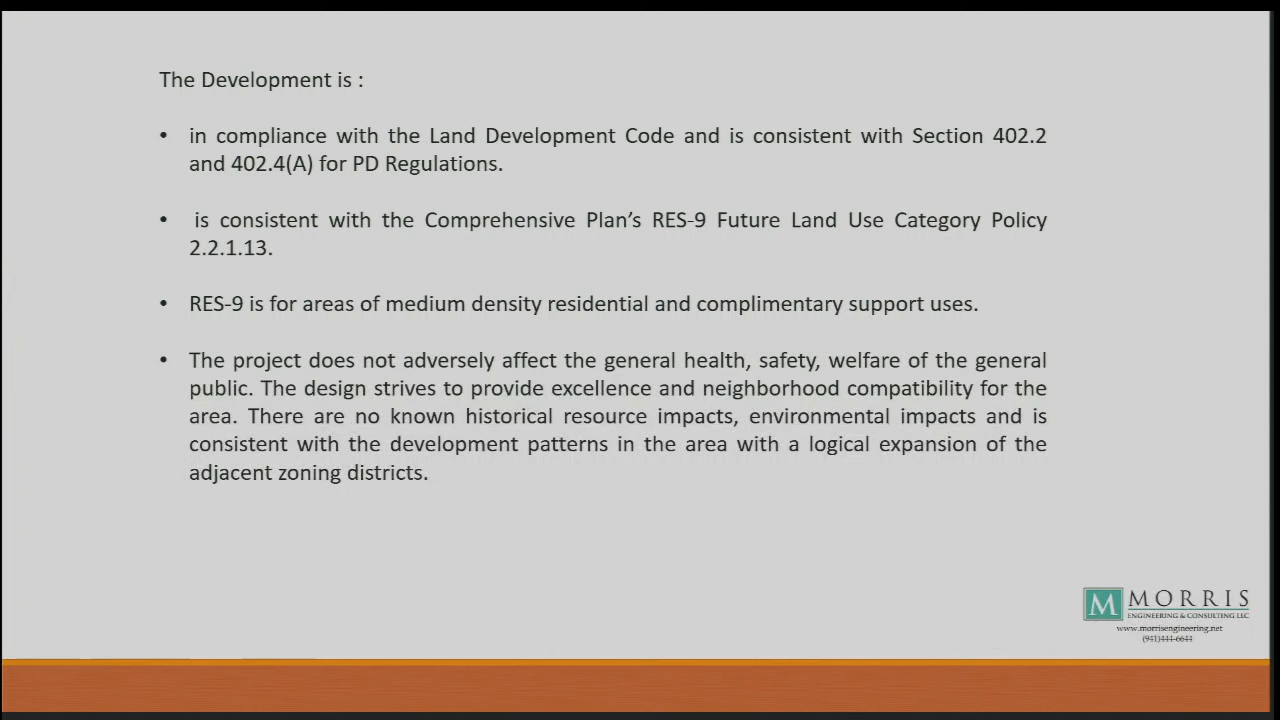 The Development is :
• in compliance with the Land Development Code and is consistent with Section 402.2
and 402.4(A) for PD Regulations.
• is consistent with the Comprehensive Plan’s RES-9 Future Land Use Category Policy
2.2.1.13.
• RES-9 is for areas of medium density residential and complimentary support uses.
• The project does not adversely affect the general health, safety, welfare of the general
public. The design strives to provide excellence and neighborhood compatibility for the
area. There are no known historical resource impacts, environmental impacts and is
consistent with the development patterns in the area with a logical expansion of the
adjacent zoning districts.
M MORRIS
ENGINEERING & CONSULTING LLC
www.morrisengineering.net
(941)444-6644